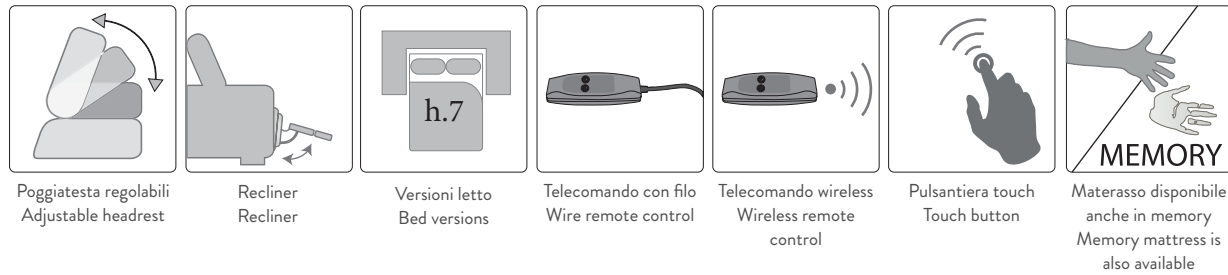 h.7
MEMORY
Poggiatesta regolabili
Adjustable headrest
Recliner
Recliner
Versioni letto
Bed versions
Telecomando con filo
Wire remote control
Telecomando wireless
Wireless remote
control
Pulsantiera touch
Touch button
Materasso disponibile
anche in memory
Memory mattress is
also available